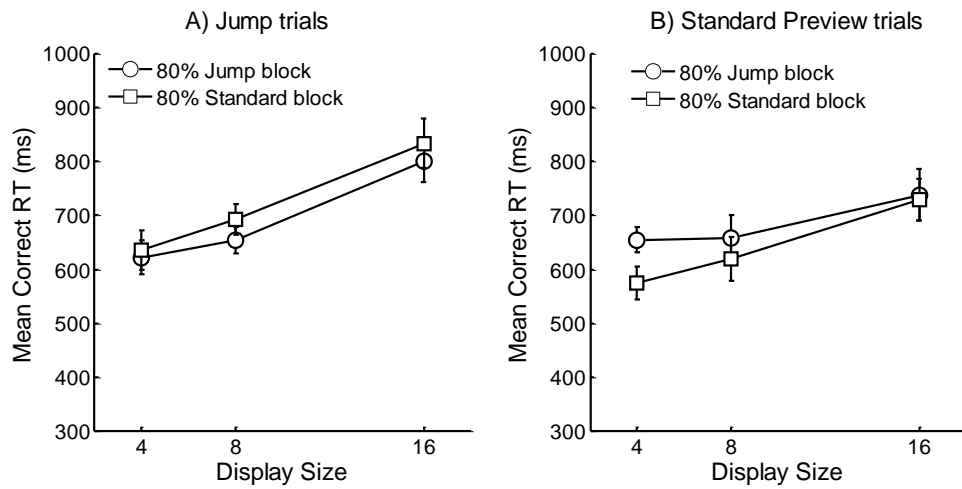 A) Jump trials
80% Jump block
80% Standard block
Mean Correct RT (ms)
1000
900
800
700
600
500
400
300
4 8 16
Display Size
B) Standard Preview trials
80% Jump block
80% Standard block
Mean Correct RT (ms)
1000
900
800
700
600
500
400
300
4 8 16
Display Size